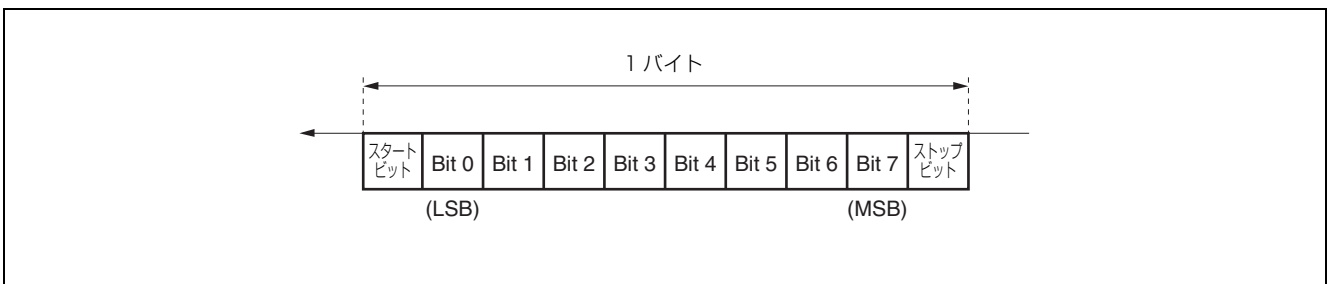 1 バイト
スタート
ビット
Bit 0
Bit 1
Bit 2
Bit 3
Bit 4
Bit 5
Bit 6
Bit 7
ストップ
ビット
(LSB)
(MSB)